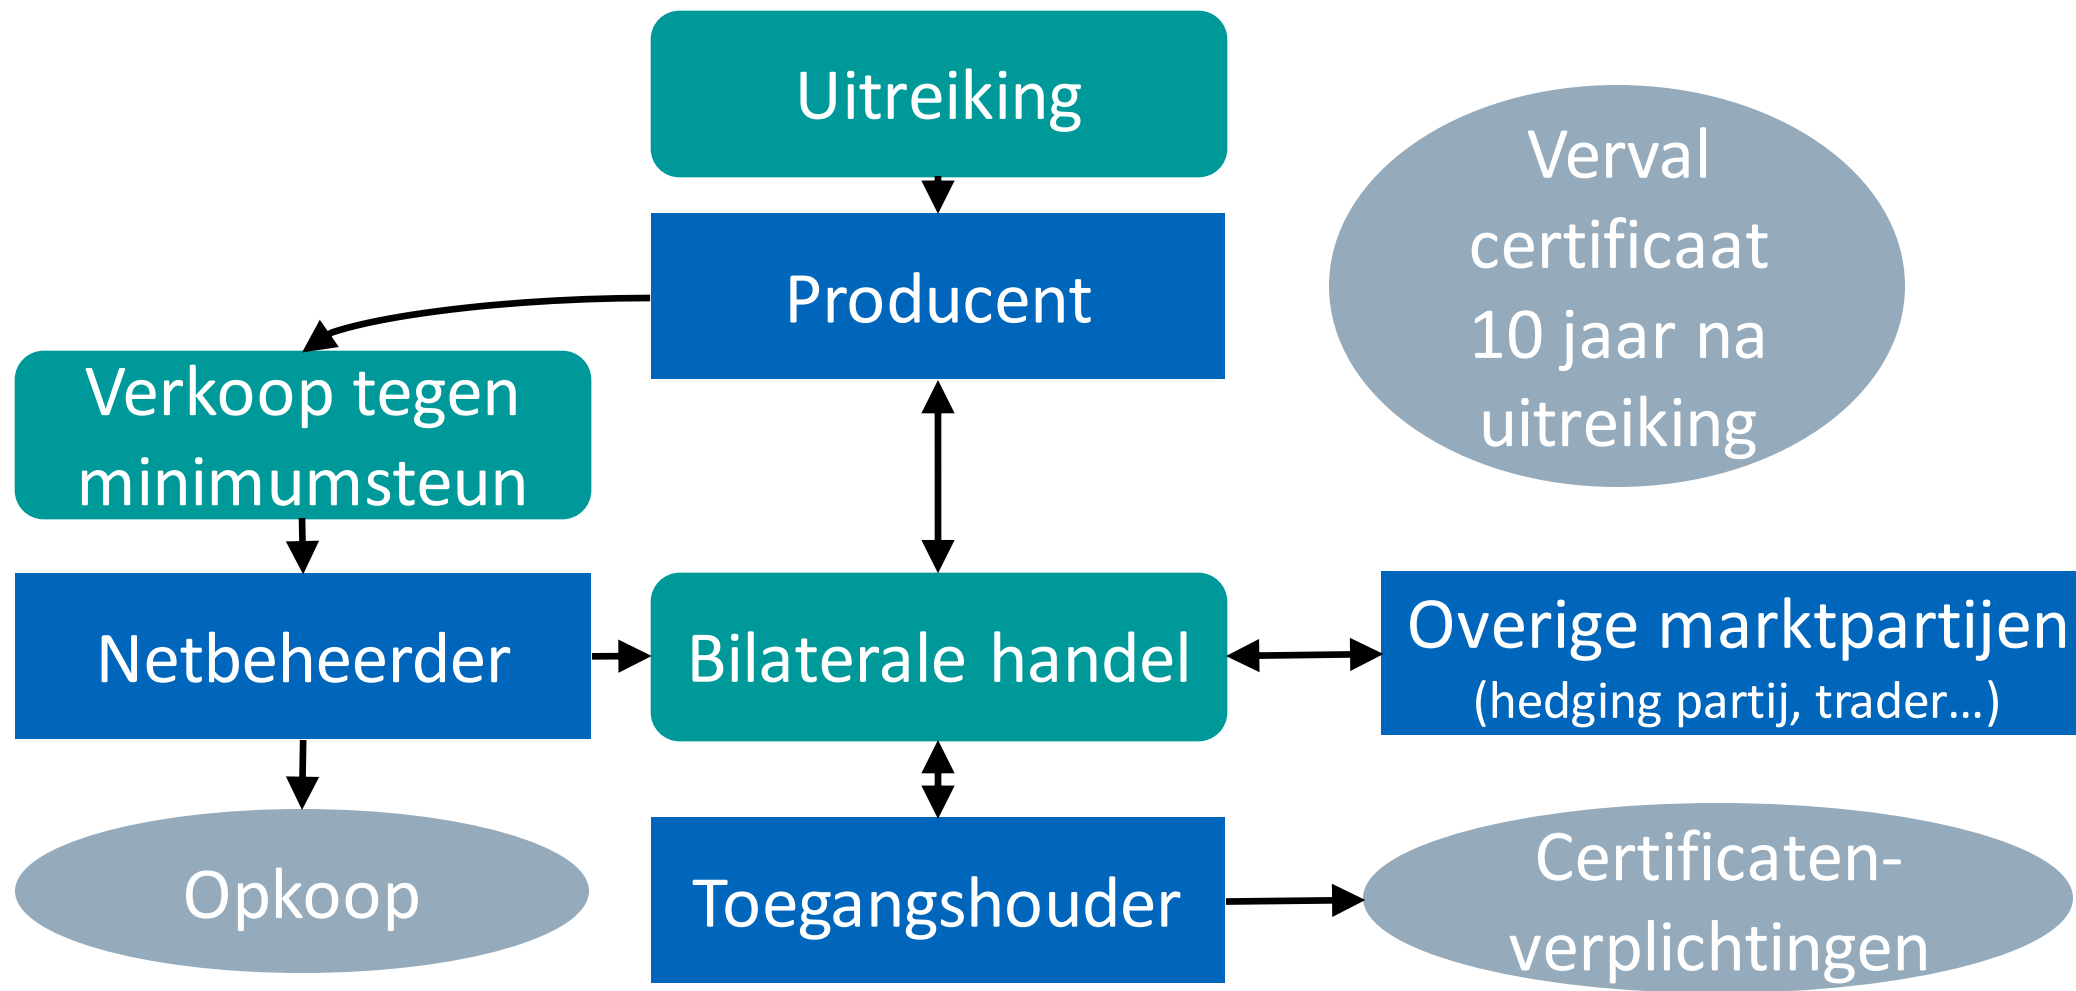 Uitreiking
Producent
Verval
certificaat
10 jaar na
uitreiking
Verkoop tegen
minimumsteun
Netbeheerder
Bilaterale handel
Overige marktpartijen
(hedging partij, trader...)
Opkoop
Toegangshouder
Certificaten-
verplichtingen